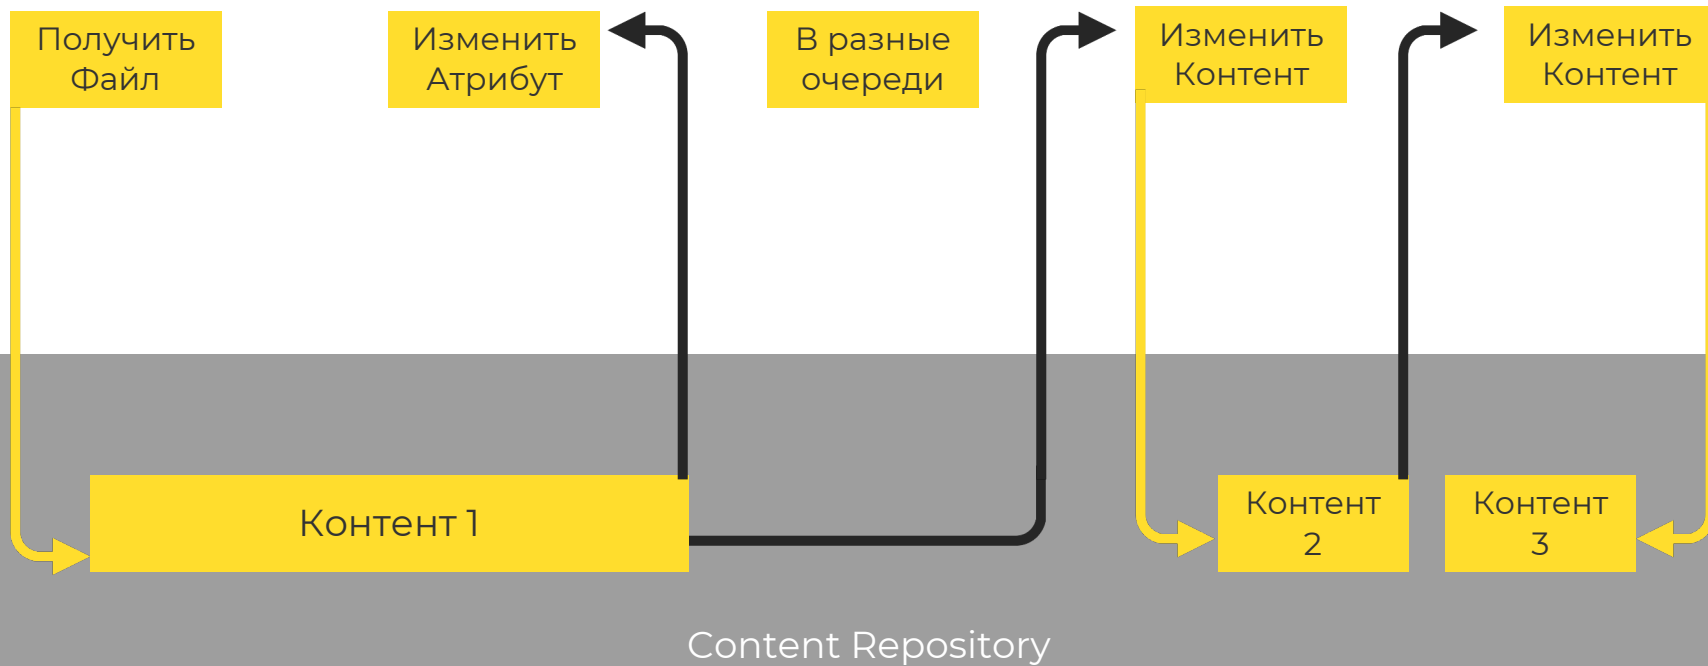 Получить
Файл
Изменить
Атрибут
В разные
очереди
Изменить
Контент
Изменить
Контент
Контент 1
Контент
2
Контент
3
Content Repository